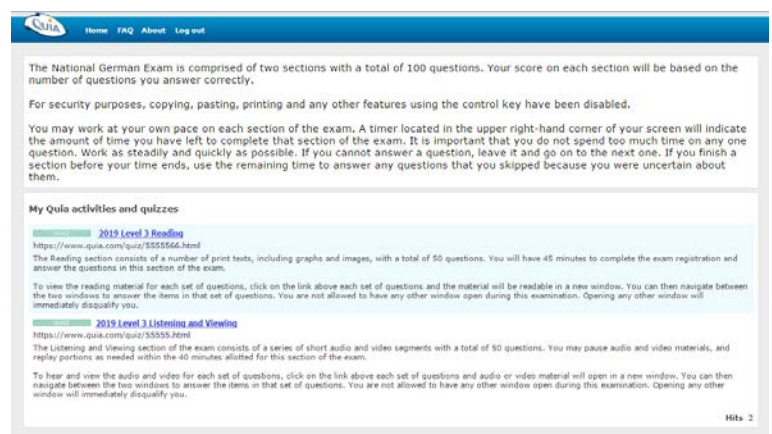 QUIA
Home FAQ About Log out
The National German Exam is comprised of two sections with a total of 100 questions. Your score on each section will be based on the
number of questions you answer correctly.
For security purposes, copying, pasting, printing and any other features using the control key have been disabled.
You may work at your own pace on each section of the exam. A timer located in the upper right-hand corner of your screen will indicate
the amount of time you have left to complete that section of the exam. It is important that you do not spend too much time on any one
question. Work as steadily and quickly as possible. If you cannot answer a question, leave it and go on to the next one. If you finish a
section before your time ends, use the remaining time to answer any questions that you skipped because you were uncertain about
them.
My Quia activities and quizzes
2019 Level 3 Reading
https://www.quia.com/quiz/5555566.html
The Reading section consists of a number of print texts, including graphs and images, with a total of 50 questions. You will have 45 minutes to complete the exam registration and
answer the questions in this section of the exam.
To view the reading material for each set of questions, click on the link above each set of questions and the material will be readable in a new window. You can then navigate between
the two windows to answer the items in that set of questions. You are not allowed to have any other window open during this examination. Opening any other window will
immediately disqualify you.
2019 Level 3 Listening and Viewing
https://www.quia.com/quiz/55555.html
The Listening and Viewing section of the exam consists of a series of short audio and video segments with a total of 50 questions. You may pause audio and video materials, and
replay portions as needed within the 40 minutes allotted for this section of the exam.
To hear and view the audio and video for each set of questions, click on the link above each set of questions and audio or video material will open in a new window. You can then
navigate between the two windows to answer the items in that set of questions. You are not allowed to have any other window open during this examination. Opening any other
window will immediately disqualify you.
Hits 2